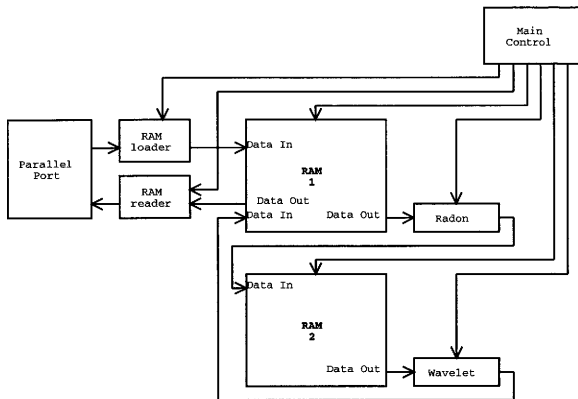 Main
Control
Parallel
Port
RAM
loader
RAM
reader
Data In
RAM
1
Data Out
Data In
Data Out
Radon
Data In
RAM
2
Data Out
Wavelet